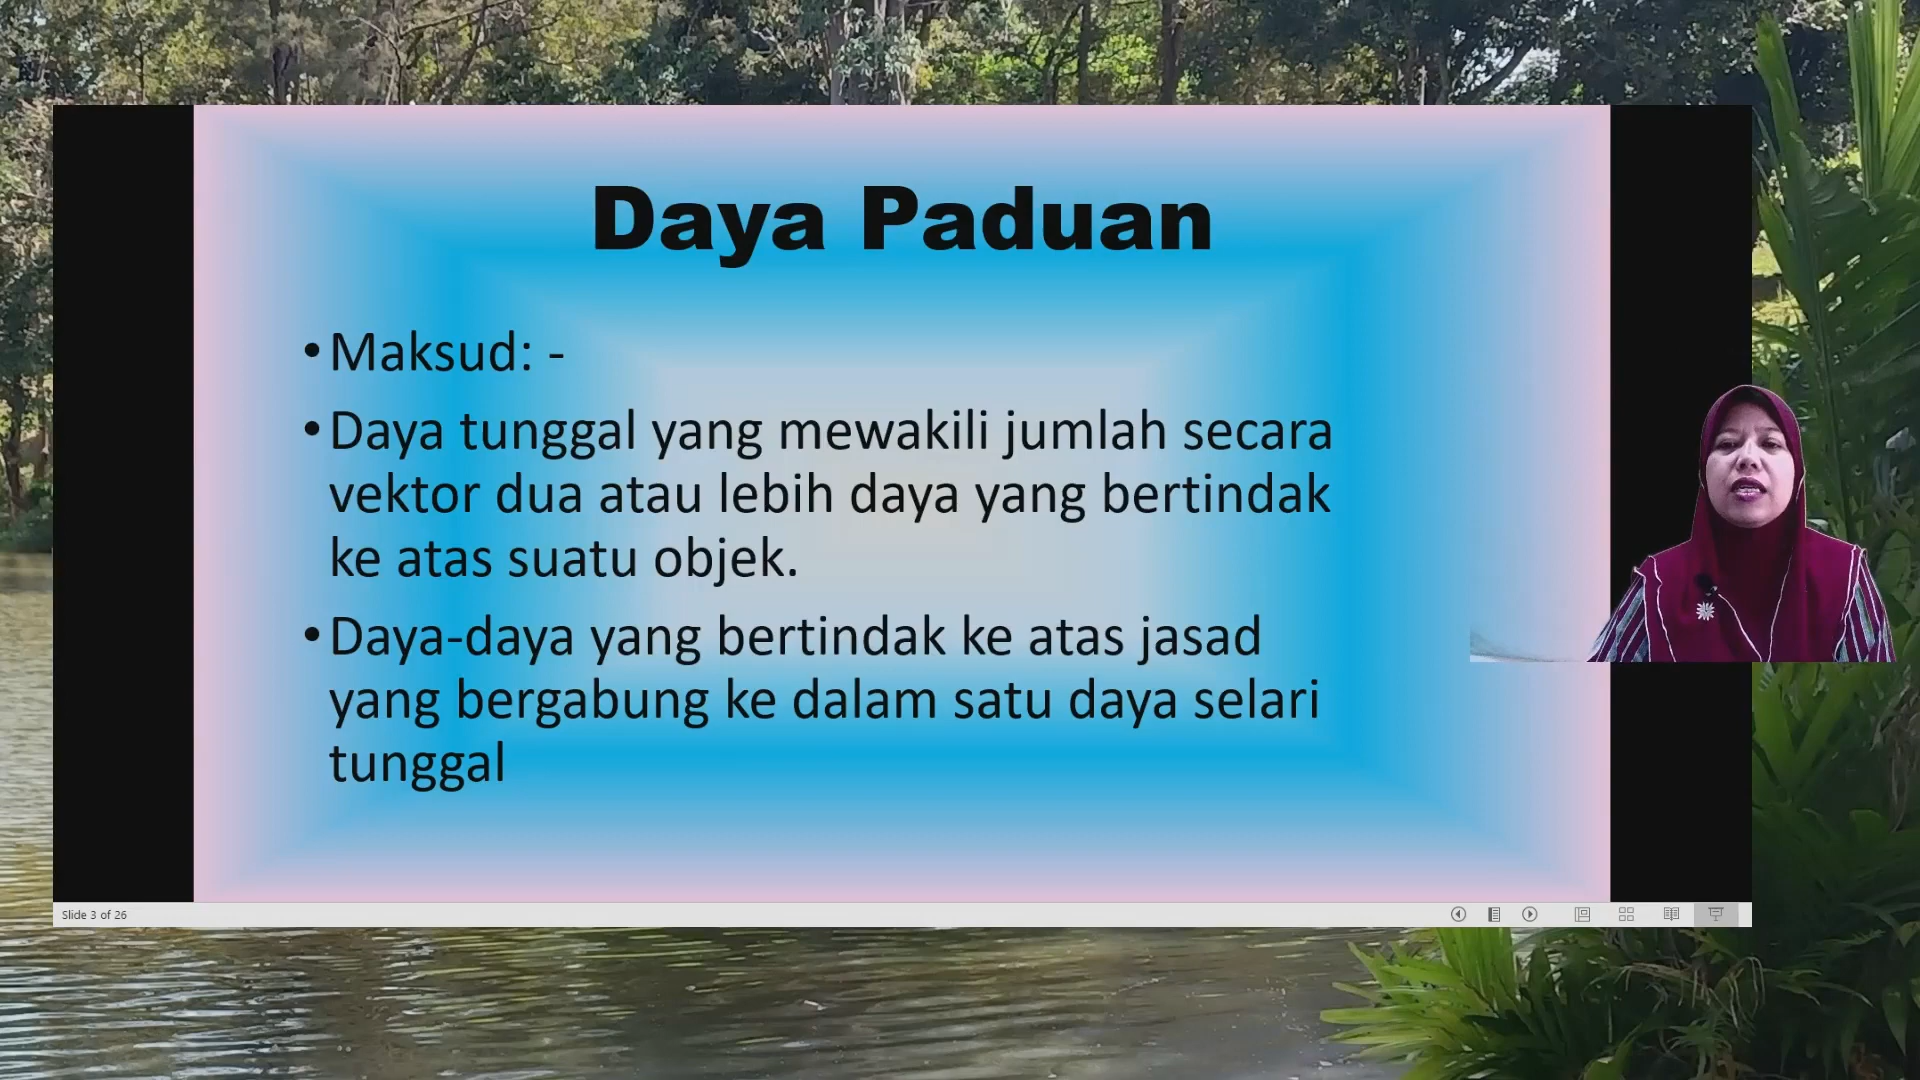 Daya Paduan
•Maksud: -
•Daya tunggal yang mewakili jumlah secara
vektor dua atau lebih daya yang bertindak
ke atas suatu objek.
•Daya-daya yang bertindak ke atas jasad
yang bergabung ke dalam satu daya selari
tunggal
Slide 3 of 26